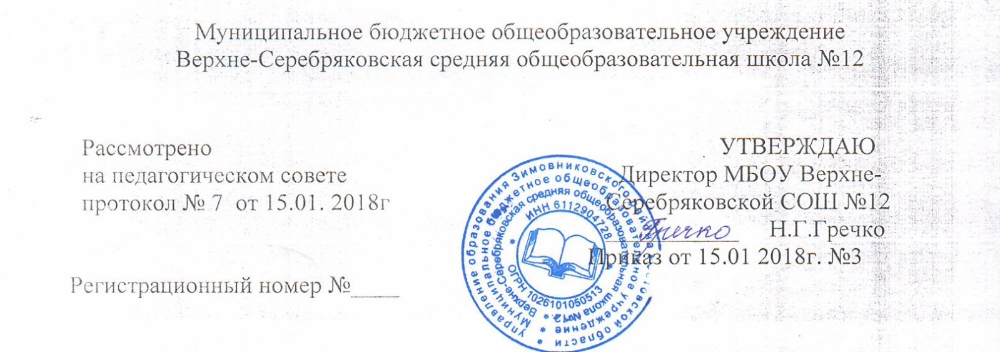 Муниципальное бюджетное общеобразовательное учреждение
Верхне-Серебряковская средняя общеобразовательная школа №12
Рассмотрено
на педагогическом совете
протокол № 7 от 15.01. 2018г
Регистрационный номер №____
УТВЕРЖДАЮ
Директор МБОУ Верхне-
Серебряковской СОШ №12
Гречко Н.Г.Гречко
Приказ от 15.01 2018г. №3
Управление образования Зимовниковского района Ростовской области
Муниципальное бюджетное общеобразовательное учреждение
Верхне-Серебряковская средняя общеобразовательная школа №12
ИНН 6112904728
ОГРН 1026101050513